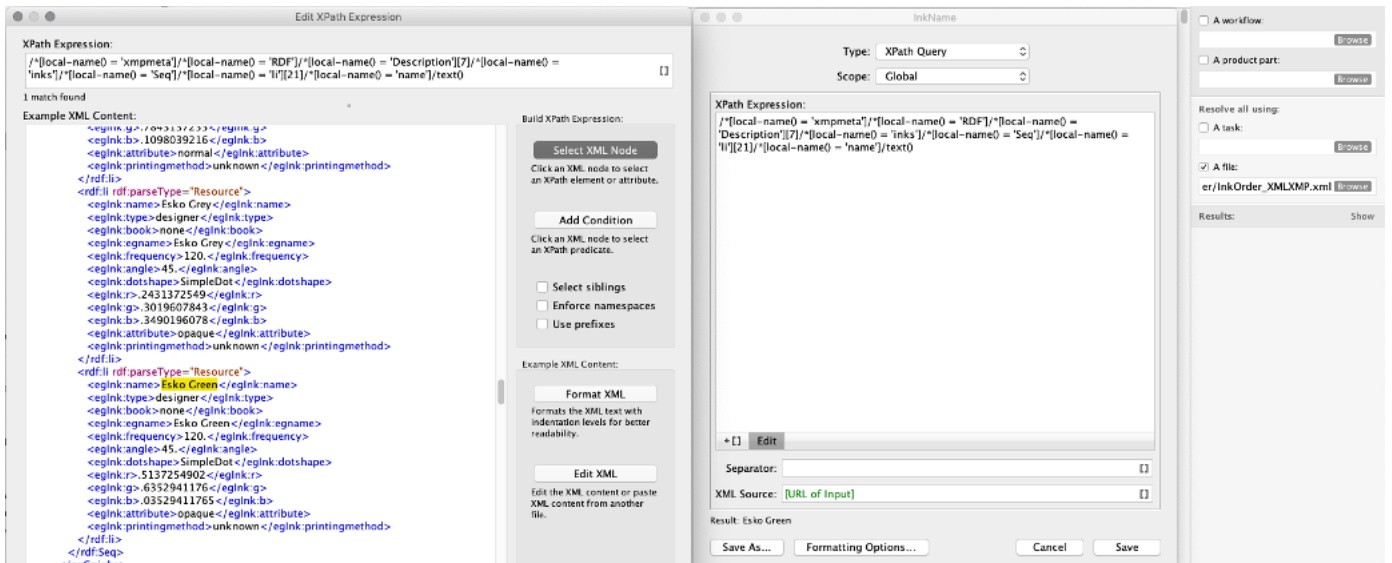 Edit XPath Expression
XPath Expression:
/*[local-name() = 'xmpmeta']/*[local-name() = 'RDF']/*[local-name() = 'Description'][7]/*[local-name() =
'inks']/*[local-name() = 'Seq']/*[local-name() = 'li'][21]/*[local-name() = 'name']/text()
[]
1 match found
Example XML Content:
<egInk:g>.7843137255</egInk:g>
<egInk:b>.1098039216</egInk:b>
<egInk:attribute>normal</egInk:attribute>
<egInk:printingmethod>unknown</egInk:printingmethod>
</rdf:li>
<rdf:li rdf:parseType="Resource">
<egInk:name>Esko Grey</egInk:name>
<egInk:type>designer</egInk:type>
<egInk:book>none</egInk:book>
<egInk:egname>Esko Grey</egInk:egname>
<egInk:frequency>120.</egInk:frequency>
<egInk:angle>45.</egInk:angle>
<egInk:dotshape>SimpleDot</egInk:dotshape>
<egInk:r>.2431372549</egInk:r>
<egInk:g>.3019607843</egInk:g>
<egInk:b>.3490196078</egInk:b>
<egInk:attribute>opaque</egInk:attribute>
<egInk:printingmethod>unknown</egInk:printingmethod>
</rdf:li>
<rdf:li rdf:parseType="Resource">
<egInk:name>Esko Green</egInk:name>
<egInk:type>designer</egInk:type>
<egInk:book>none</egInk:book>
<egInk:egname>Esko Green</egInk:egname>
<egInk:frequency>120.</egInk:frequency>
<egInk:angle>45.</egInk:angle>
<egInk:dotshape>SimpleDot</egInk:dotshape>
<egInk:r>.5137254902</egInk:r>
<egInk:g>.6352941176</egInk:g>
<egInk:b>.03529411765</egInk:b>
<egInk:attribute>opaque</egInk:attribute>
<egInk:printingmethod>unknown</egInk:printingmethod>
</rdf:li>
</rdf:Seq>
Build XPath Expression:
Select XML Node
Click an XML node to select
an XPath element or attribute.
Add Condition
Click an XML node to select
an XPath predicate.
Select siblings
Enforce namespaces
Use prefixes
Example XML Content:
Format XML
Formats the XML text with
indentation levels for better
readability.
Edit XML
Edit the XML content or paste
XML content from another
file.
InkName
Type: XPath Query
Scope: Global
XPath Expression:
/*[local-name() = 'xmpmeta']/*[local-name() = 'RDF']/*[local-name() =
'Description'][7]/*[local-name() = 'inks']/*[local-name() = 'Seq']/*[local-name() =
'li'][21]/*[local-name() = 'name']/text()
+[] Edit
Separator: []
XML Source: [URL of Input] []
Result: Esko Green
Save As... Formatting Options... Cancel Save
A workflow:
Browse
A product part:
Browse
Resolve all using:
A task:
Browse
A file:
er/InkOrder_XMLXMP.xml Browse
Results: Show